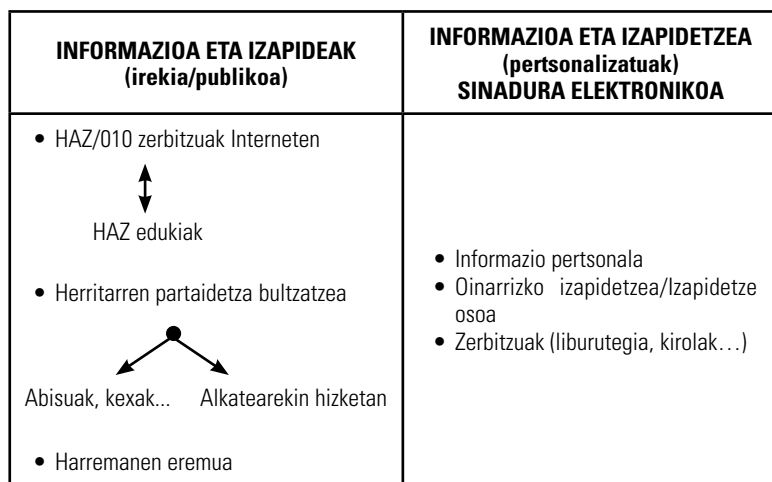 INFORMAZIOA ETA IZAPIDEAK
(irekia/publikoa)
INFORMAZIOA ETA IZAPIDETZEA
(pertsonalizatuak)
SINADURA ELEKTRONIKOA
• HAZ/010 zerbitzuak Interneten
HAZ edukiak
• Herritarren partaidetza bultzatzea
Abisuak, kexak... Alkatearekin hizketan
• Harremanen eremua
• Informazio pertsonala
• Oinarrizko izapidetzea/Izapidetze
osoa
• Zerbitzuak (liburutegia, kirolak…)